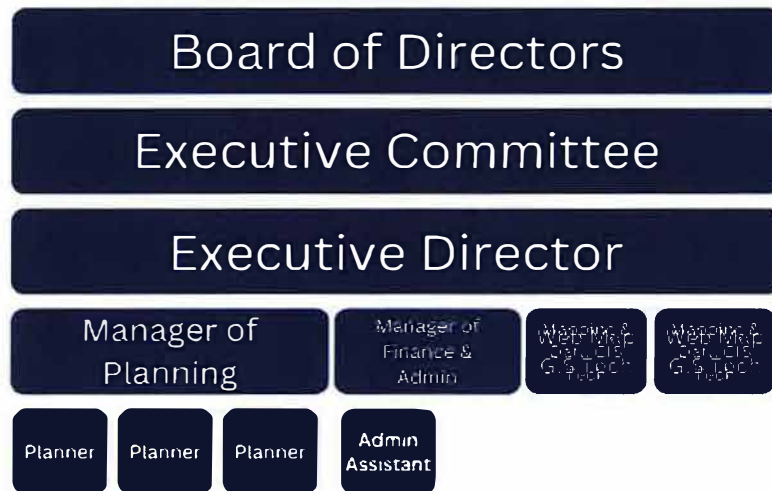 Board of Directors
Executive Committee
Executive Director
Manager of
Planning
Manager of
Finance &
Admin
Planner
Planner
Planner
Admin
Assistant